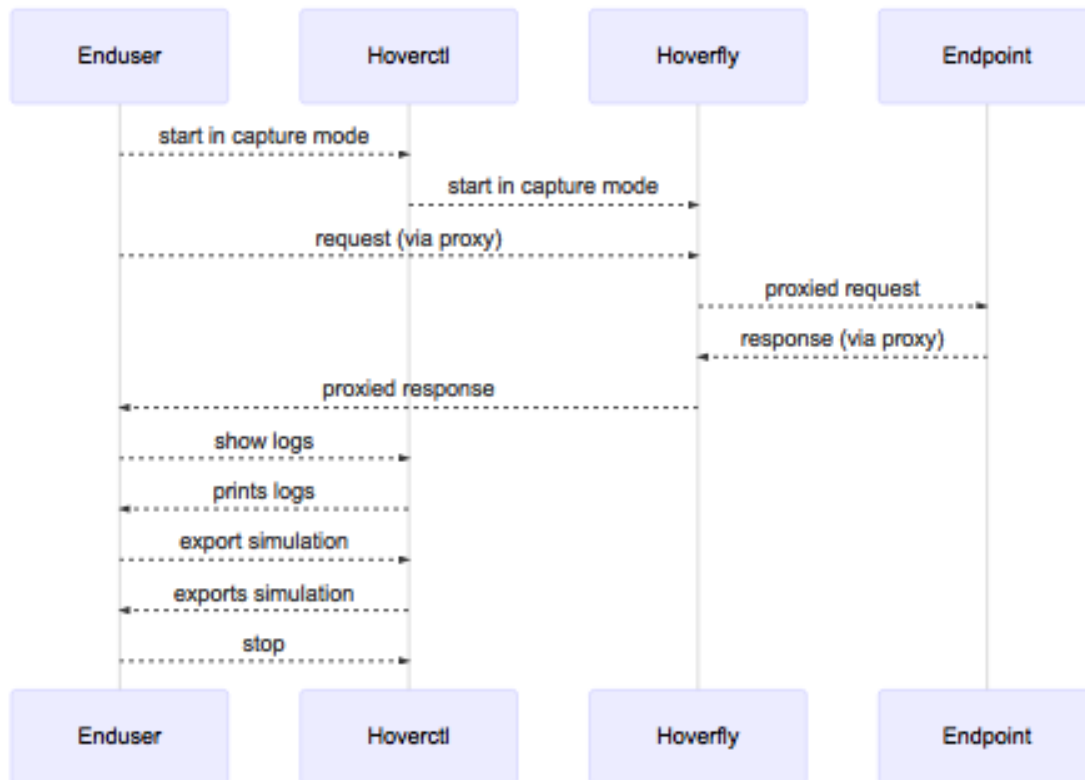 Enduser Hoverctl Hoverfly Endpoint
start in capture mode
start in capture mode
request (via proxy)
proxied request
response (via proxy)
proxied response
show logs
prints logs
export simulation
exports simulation
stop
Enduser Hoverctl Hoverfly Endpoint